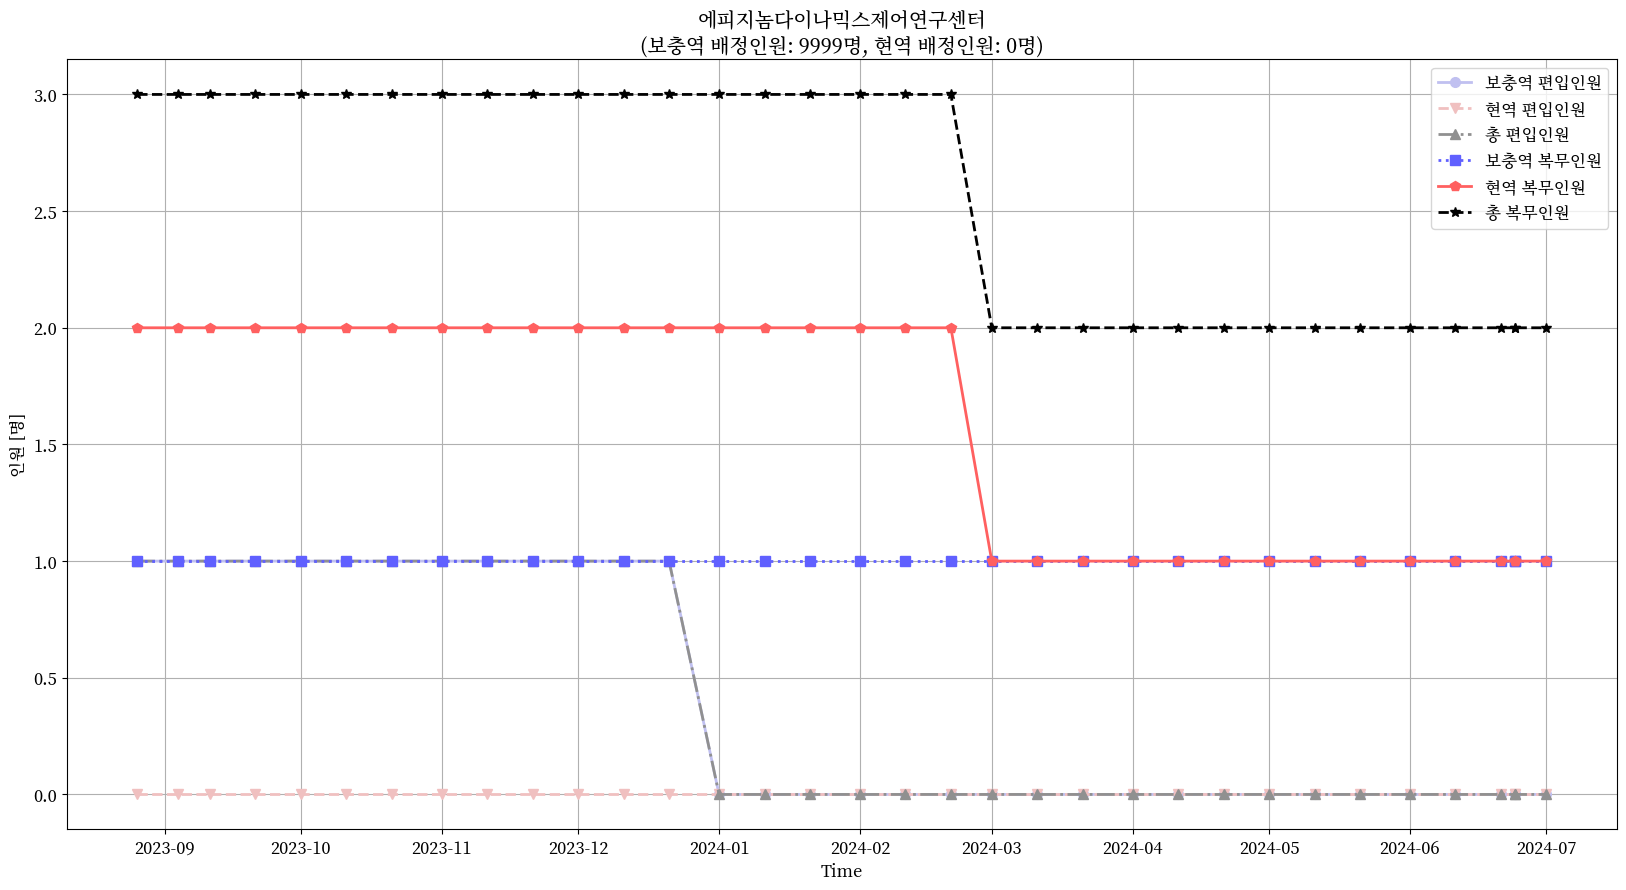 에피지놈다이나믹스제어연구센터
(보충역 배정인원: 9999명, 현역 배정인원: 0명)
보충역 편입인원
현역 편입인원
총 편입인원
보충역 복무인원
현역 복무인원
총 복무인원
인원 [명]
3.0
2.5
2.0
1.5
1.0
0.5
0.0
2023-09 2023-10 2023-11 2023-12 2024-01 2024-02 2024-03 2024-04 2024-05 2024-06 2024-07
Time